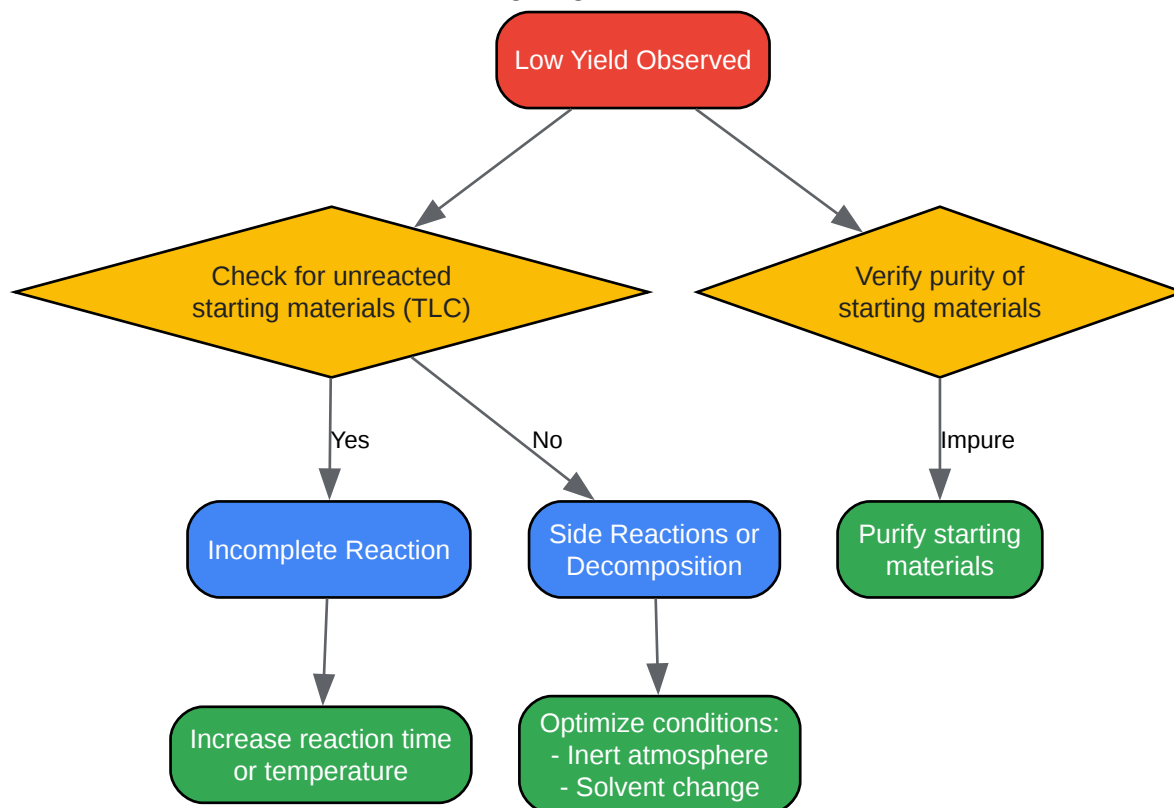 Low Yield Observed
Check for unreacted
starting materials (TLC)
Verify purity of
starting materials
Yes
No
Impure
Incomplete Reaction
Side Reactions or
Decomposition
Purify starting
materials
Increase reaction time
or temperature
Optimize conditions:
- Inert atmosphere
- Solvent change